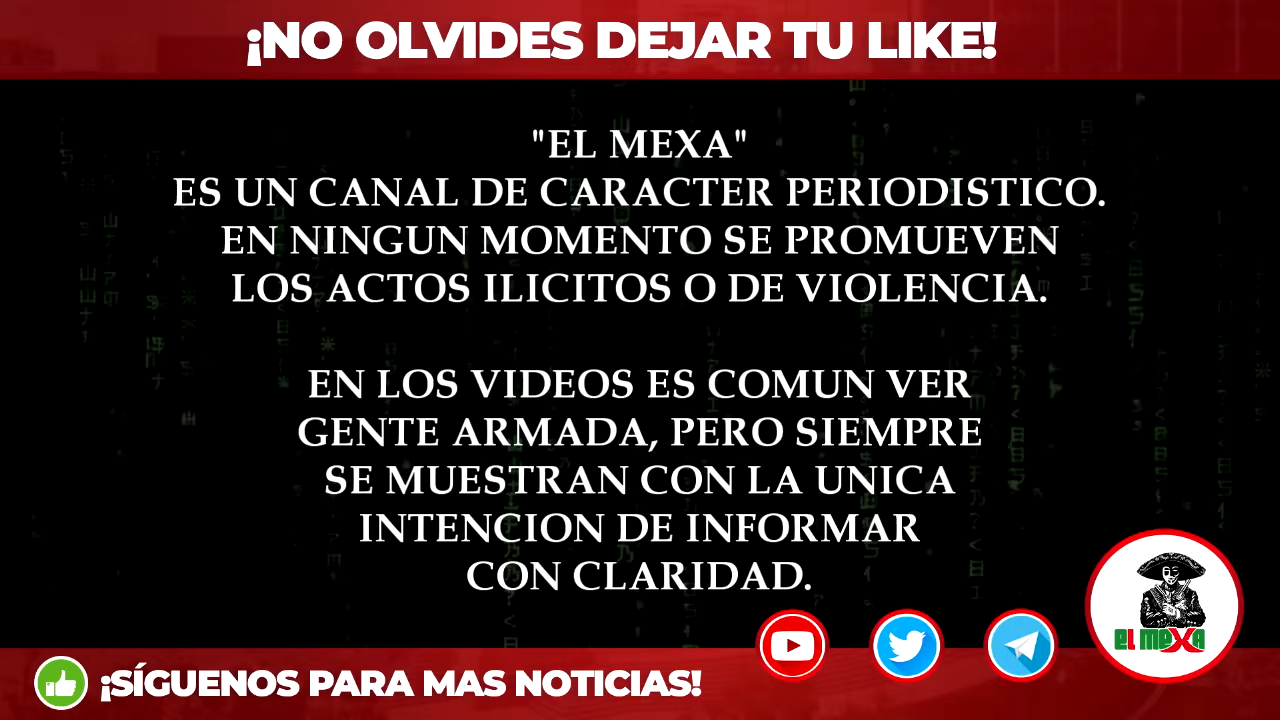 ¡NO OLVIDES DEJAR TU LIKE!
"EL MEXA"
ES UN CANAL DE CARACTER PERIODISTICO.
EN NINGUN MOMENTO SE PROMUEVEN
LOS ACTOS ILICITOS O DE VIOLENCIA.
EN LOS VIDEOS ES COMUN VER
GENTE ARMADA, PERO SIEMPRE
SE MUESTRAN CON LA UNICA
INTENCION DE INFORMAR
CON CLARIDAD.
EL MEXA
¡SÍGUENOS PARA MAS NOTICIAS!